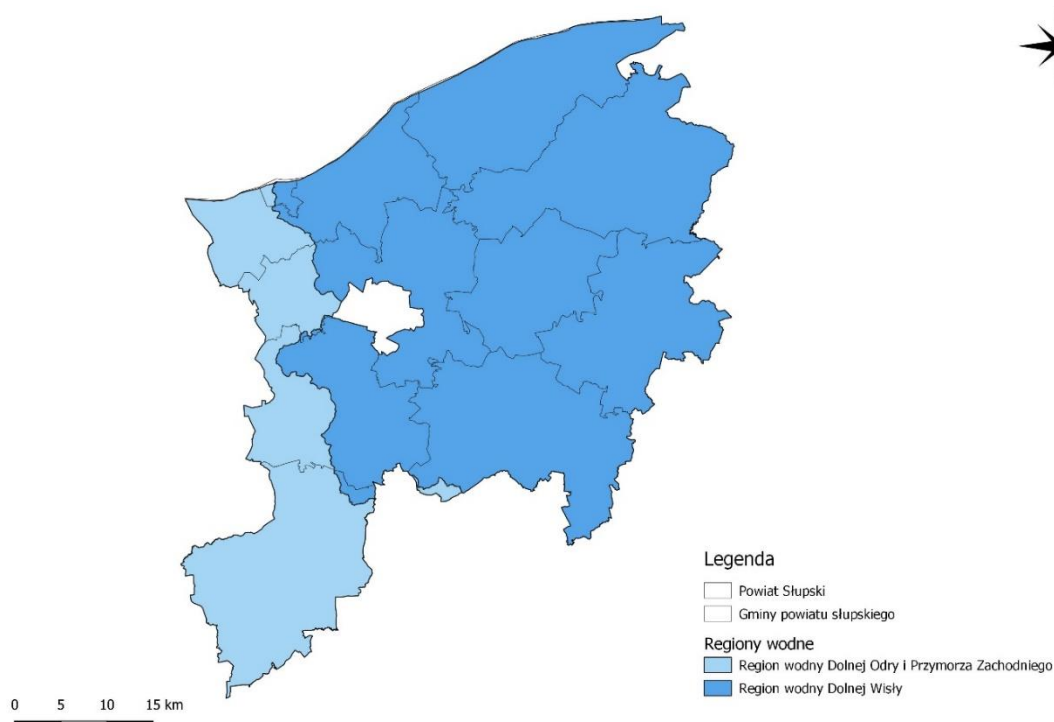 Legenda
Powiat Słupski
Gminy powiatu słupskiego
Regiony wodne
Region wodny Dolnej Odry i Przymorza Zachodniego
Region wodny Dolnej Wisły
0 5 10 15 km